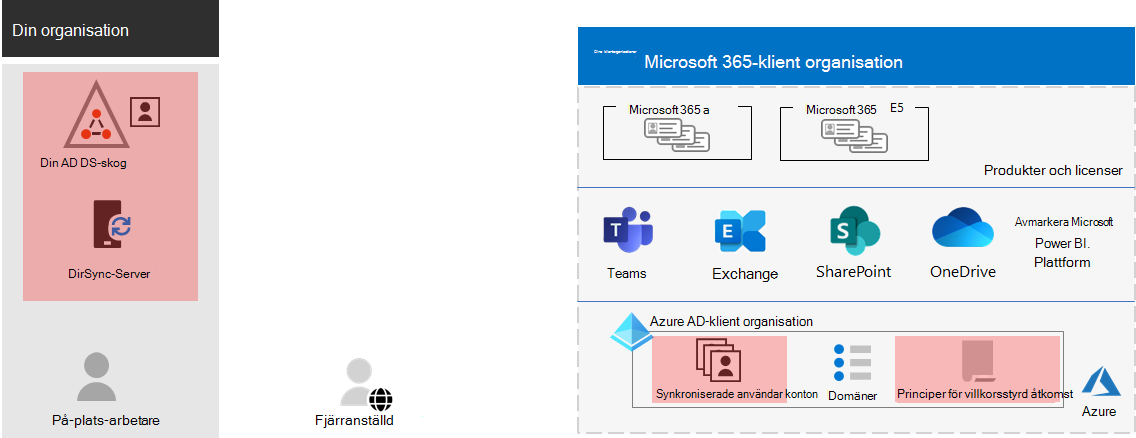 Din organisation
Din AD DS-skog
DirSync-Server
På-plats-arbetare
Fjärranställd
Microsoft 365-klient organisation
Microsoft 365 a
Microsoft 365 E5
Produkter och licenser
Teams
Exchange
SharePoint
OneDrive
Avmarkera Microsoft
Power BI.
Plattform
Azure AD-klient organisation
Synkroniserade användar konton
Domäner
Principer för villkorsstyrd åtkomst
Azure